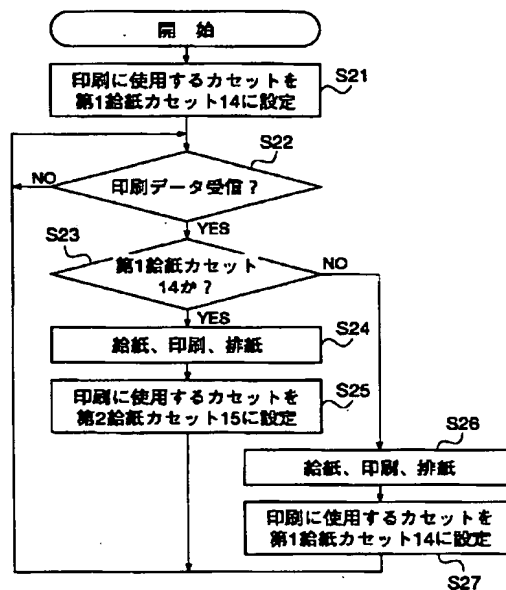 開 始
印刷に使用するカセットを
第1給紙カセット14に設定
S21
S22
印刷データ受信？
NO
YES
S23
第1給紙カセット
14か？
NO
YES
S24
給紙、印刷、排紙
S25
印刷に使用するカセットを
第2給紙カセット15に設定
S26
給紙、印刷、排紙
印刷に使用するカセットを
第1給紙カセット14に設定
S27